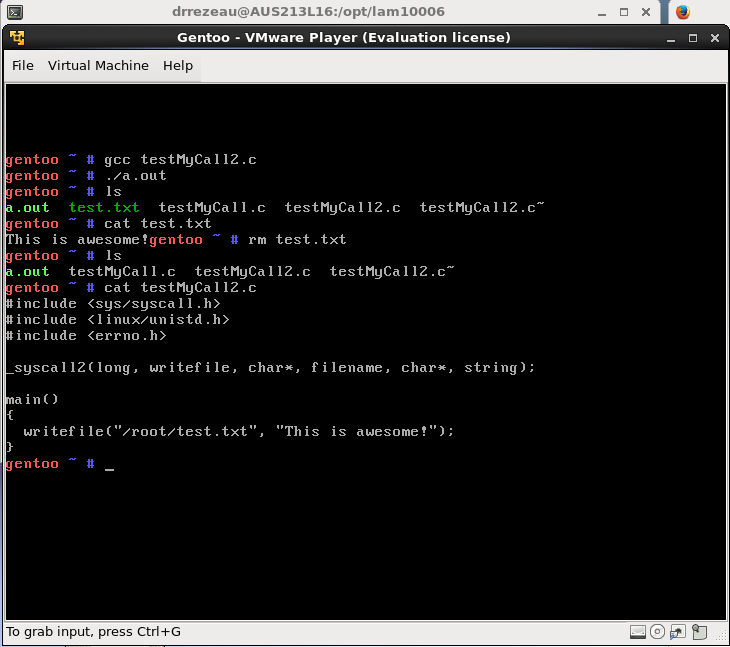 drrezeau@AUS213L16:/opt/lam10006
Gentoo - VMware Player (Evaluation license)
File Virtual Machine Help
gentoo ~ # gcc testMyCall2.c
gentoo ~ # ./a.out
gentoo ~ # ls
a.out  test.txt  testMyCall.c  testMyCall2.c  testMyCall2.c~
gentoo ~ # cat test.txt
This is awesome!gentoo ~ # rm test.txt
gentoo ~ # ls
a.out  testMyCall.c  testMyCall2.c  testMyCall2.c~
gentoo ~ # cat testMyCall2.c
#include <sys/syscall.h>
#include <linux/unistd.h>
#include <errno.h>
_syscall2(long, writefile, char*, filename, char*, string);
main()
{
  writefile("/root/test.txt", "This is awesome!");
}
gentoo ~ # _
To grab input, press Ctrl+G